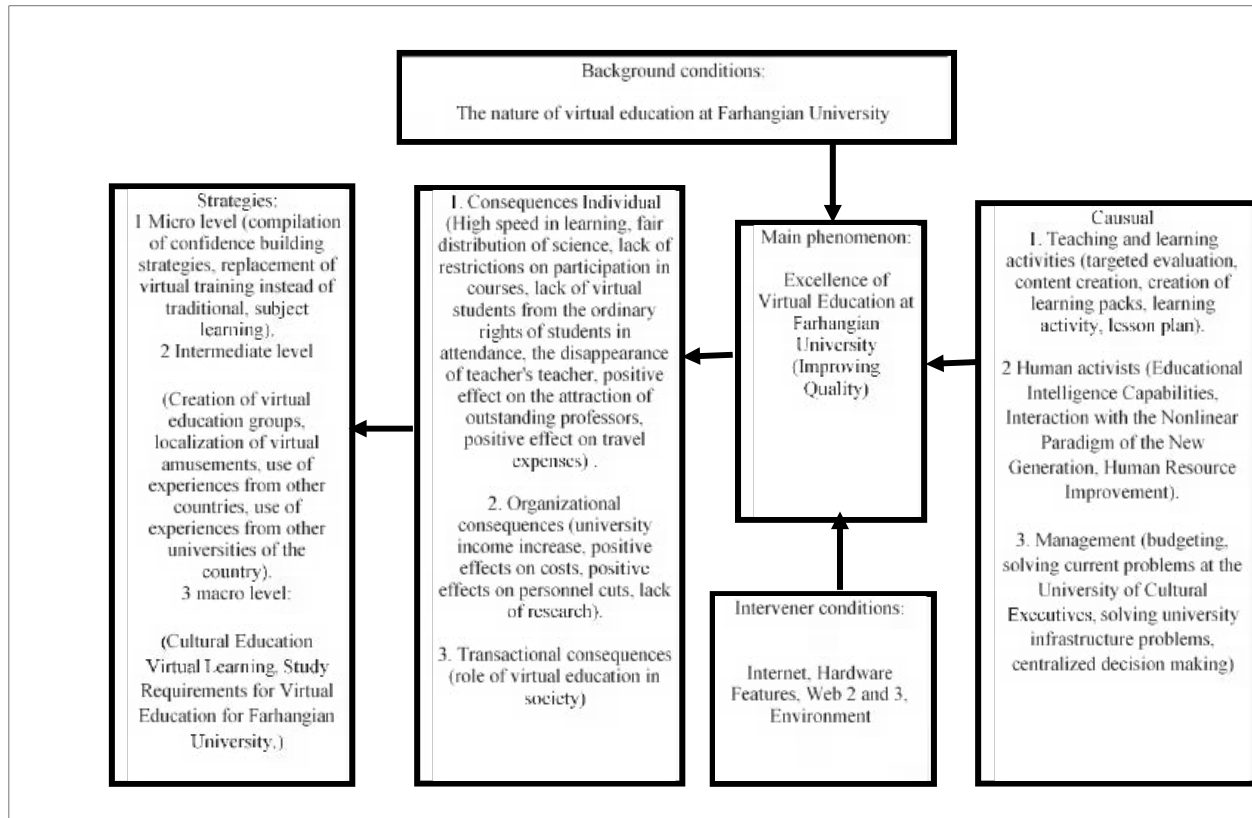 Background conditions:
The nature of virtual education at Farhangian University
Strategies:
1 Micro level (compilation
of confidence building
strategies, replacement of
virtual training instead of
traditional, subject
learning).
2 Intermediate level
(Creation of virtual
education groups,
localization of virtual
amusements, use of
experiences from other
countries, use of
experiences from other
universities of the
country).
3 macro level:
(Cultural Education
Virtual Learning, Study
Requirements for Virtual
Education for Farhangian
University.)
1. Consequences Individual
(High speed in learning, fair
distribution of science, lack of
restrictions on participation in
courses, lack of virtual
students from the ordinary
rights of students in
attendance, the disappearance
of teacher's teacher, positive
effect on the attraction of
outstanding professors,
positive effect on travel
expenses) .
2. Organizational
consequences (university
income increase, positive
effects on costs, positive
effects on personnel cuts, lack
of research).
3. Transactional consequences
(role of virtual education in
society)
Main phenomenon:
Excellence of
Virtual Education at
Farhangian
University
(Improving
Quality)
Intervener conditions:
Internet, Hardware
Features, Web 2 and 3,
Environment
Causual
1. Teaching and learning
activities (targeted evaluation,
content creation, creation of
learning packs, learning
activity, lesson plan).
2 Human activists (Educational
Intelligence Capabilities,
Interaction with the Nonlinear
Paradigm of the New
Generation, Human Resource
Improvement).
3. Management (budgeting,
solving current problems at the
University of Cultural
Executives, solving university
infrastructure problems,
centralized decision making)